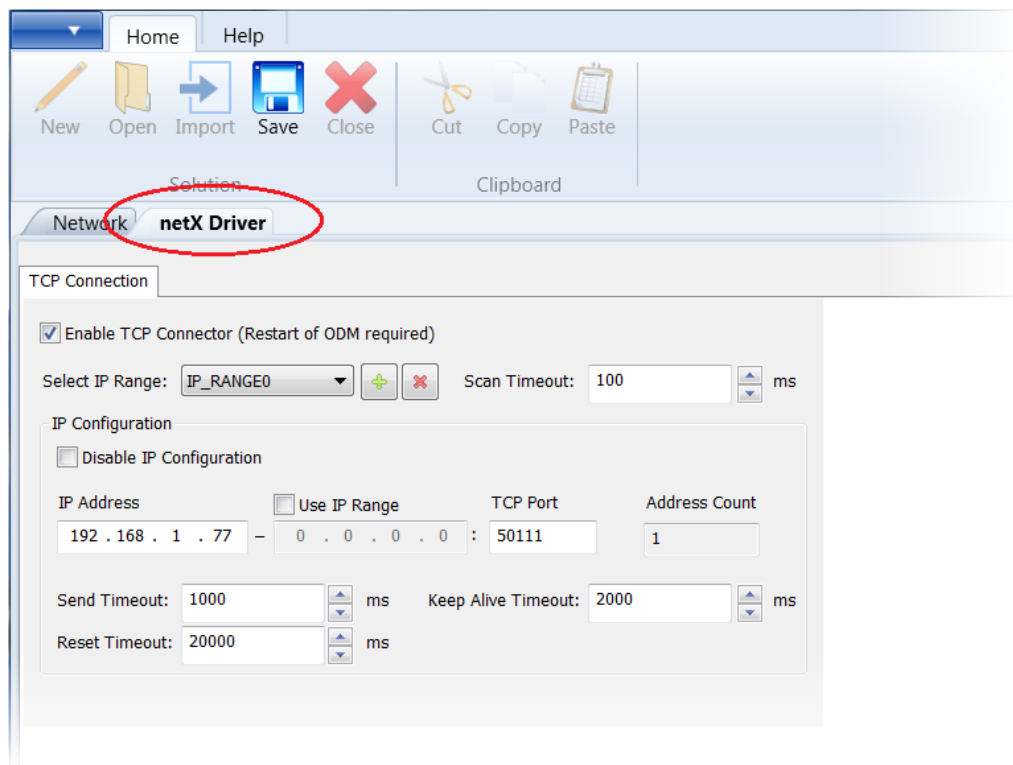 Home Help
New Open Import Save Close Cut Copy Paste
Solution Clipboard
Network netX Driver
TCP Connection
Enable TCP Connector (Restart of ODM required)
Select IP Range: IP_RANGE0 Scan Timeout: 100 ms
IP Configuration
Disable IP Configuration
IP Address Use IP Range TCP Port Address Count
192 . 168 . 1 . 77 – 0 . 0 . 0 . 0 : 50111 1
Send Timeout: 1000 ms Keep Alive Timeout: 2000 ms
Reset Timeout: 20000 ms